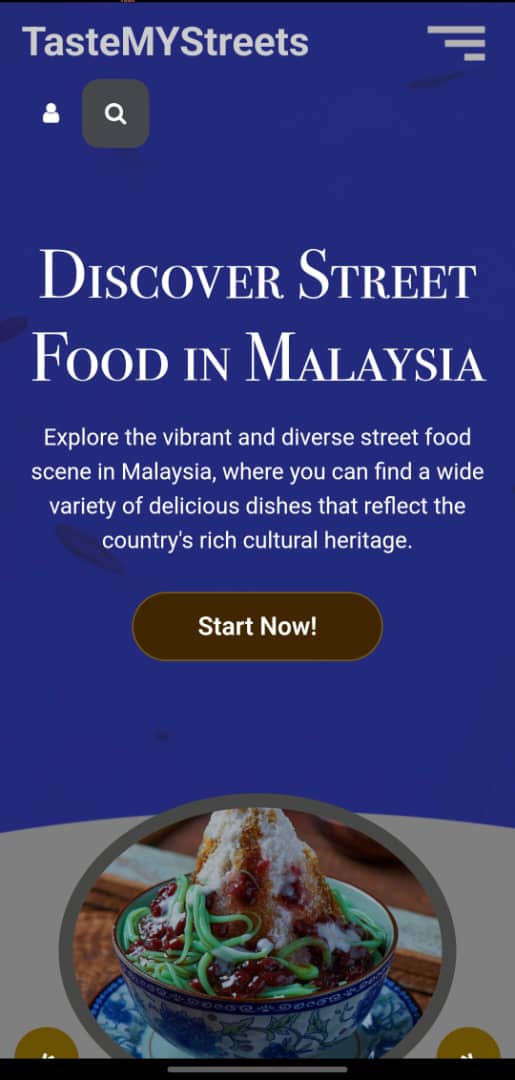 TasteMYStreets
Discover Street
Food in Malaysia
Explore the vibrant and diverse street food
scene in Malaysia, where you can find a wide
variety of delicious dishes that reflect the
country's rich cultural heritage.
Start Now!